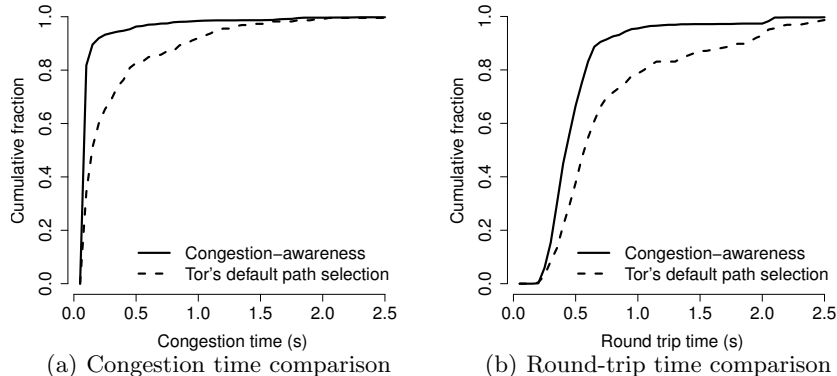 Cumulative fraction
1.0
0.8
0.6
0.4
0.2
0.0
Congestion−awareness
Tor's default path selection
0.0 0.5 1.0 1.5 2.0 2.5
Congestion time (s)
(a) Congestion time comparison
Cumulative fraction
1.0
0.8
0.6
0.4
0.2
0.0
Congestion−awareness
Tor's default path selection
0.0 0.5 1.0 1.5 2.0 2.5
Round trip time (s)
(b) Round-trip time comparison